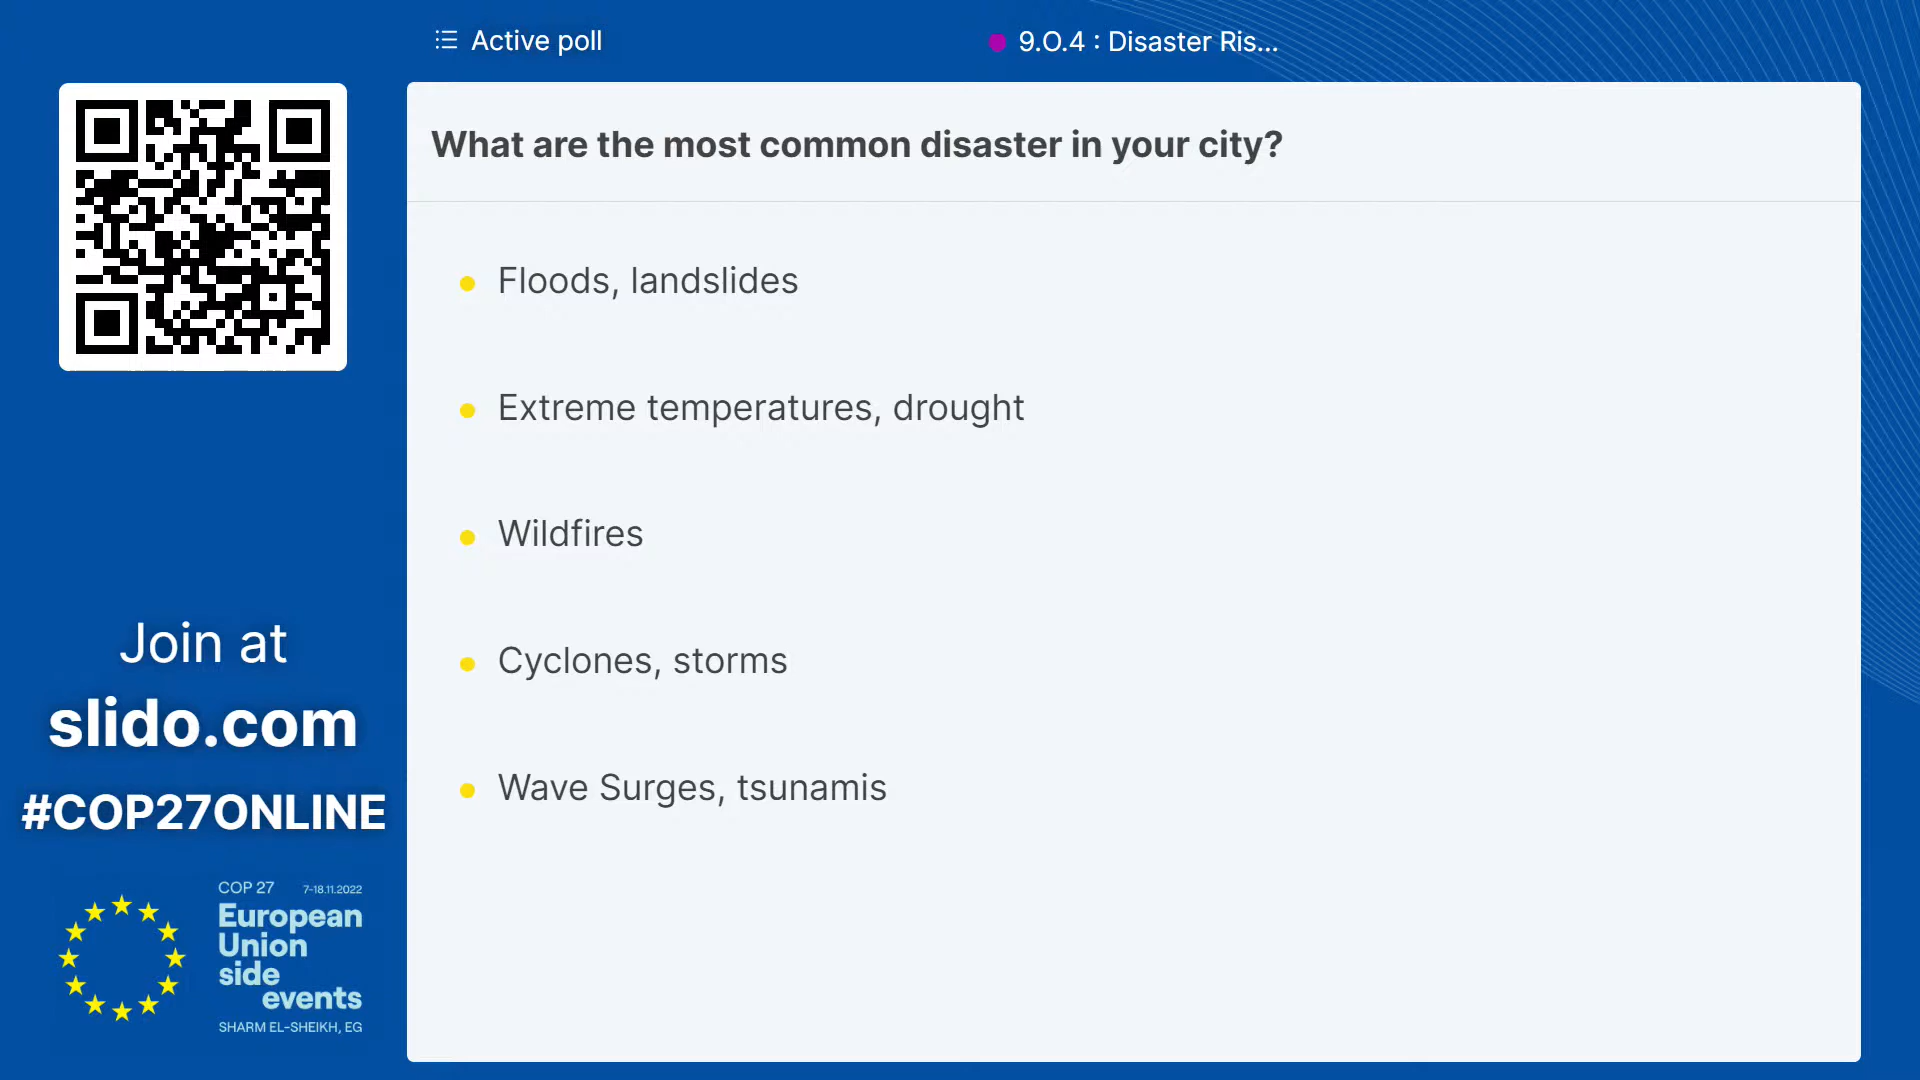 Active poll
9.O.4 : Disaster Ris...
What are the most common disaster in your city?
Floods, landslides
Extreme temperatures, drought
Wildfires
Cyclones, storms
Wave Surges, tsunamis
Join at
slido.com
#COP27ONLINE
COP 27 7-18.11.2022
European
Union
side
events
SHARM EL-SHEIKH, EG